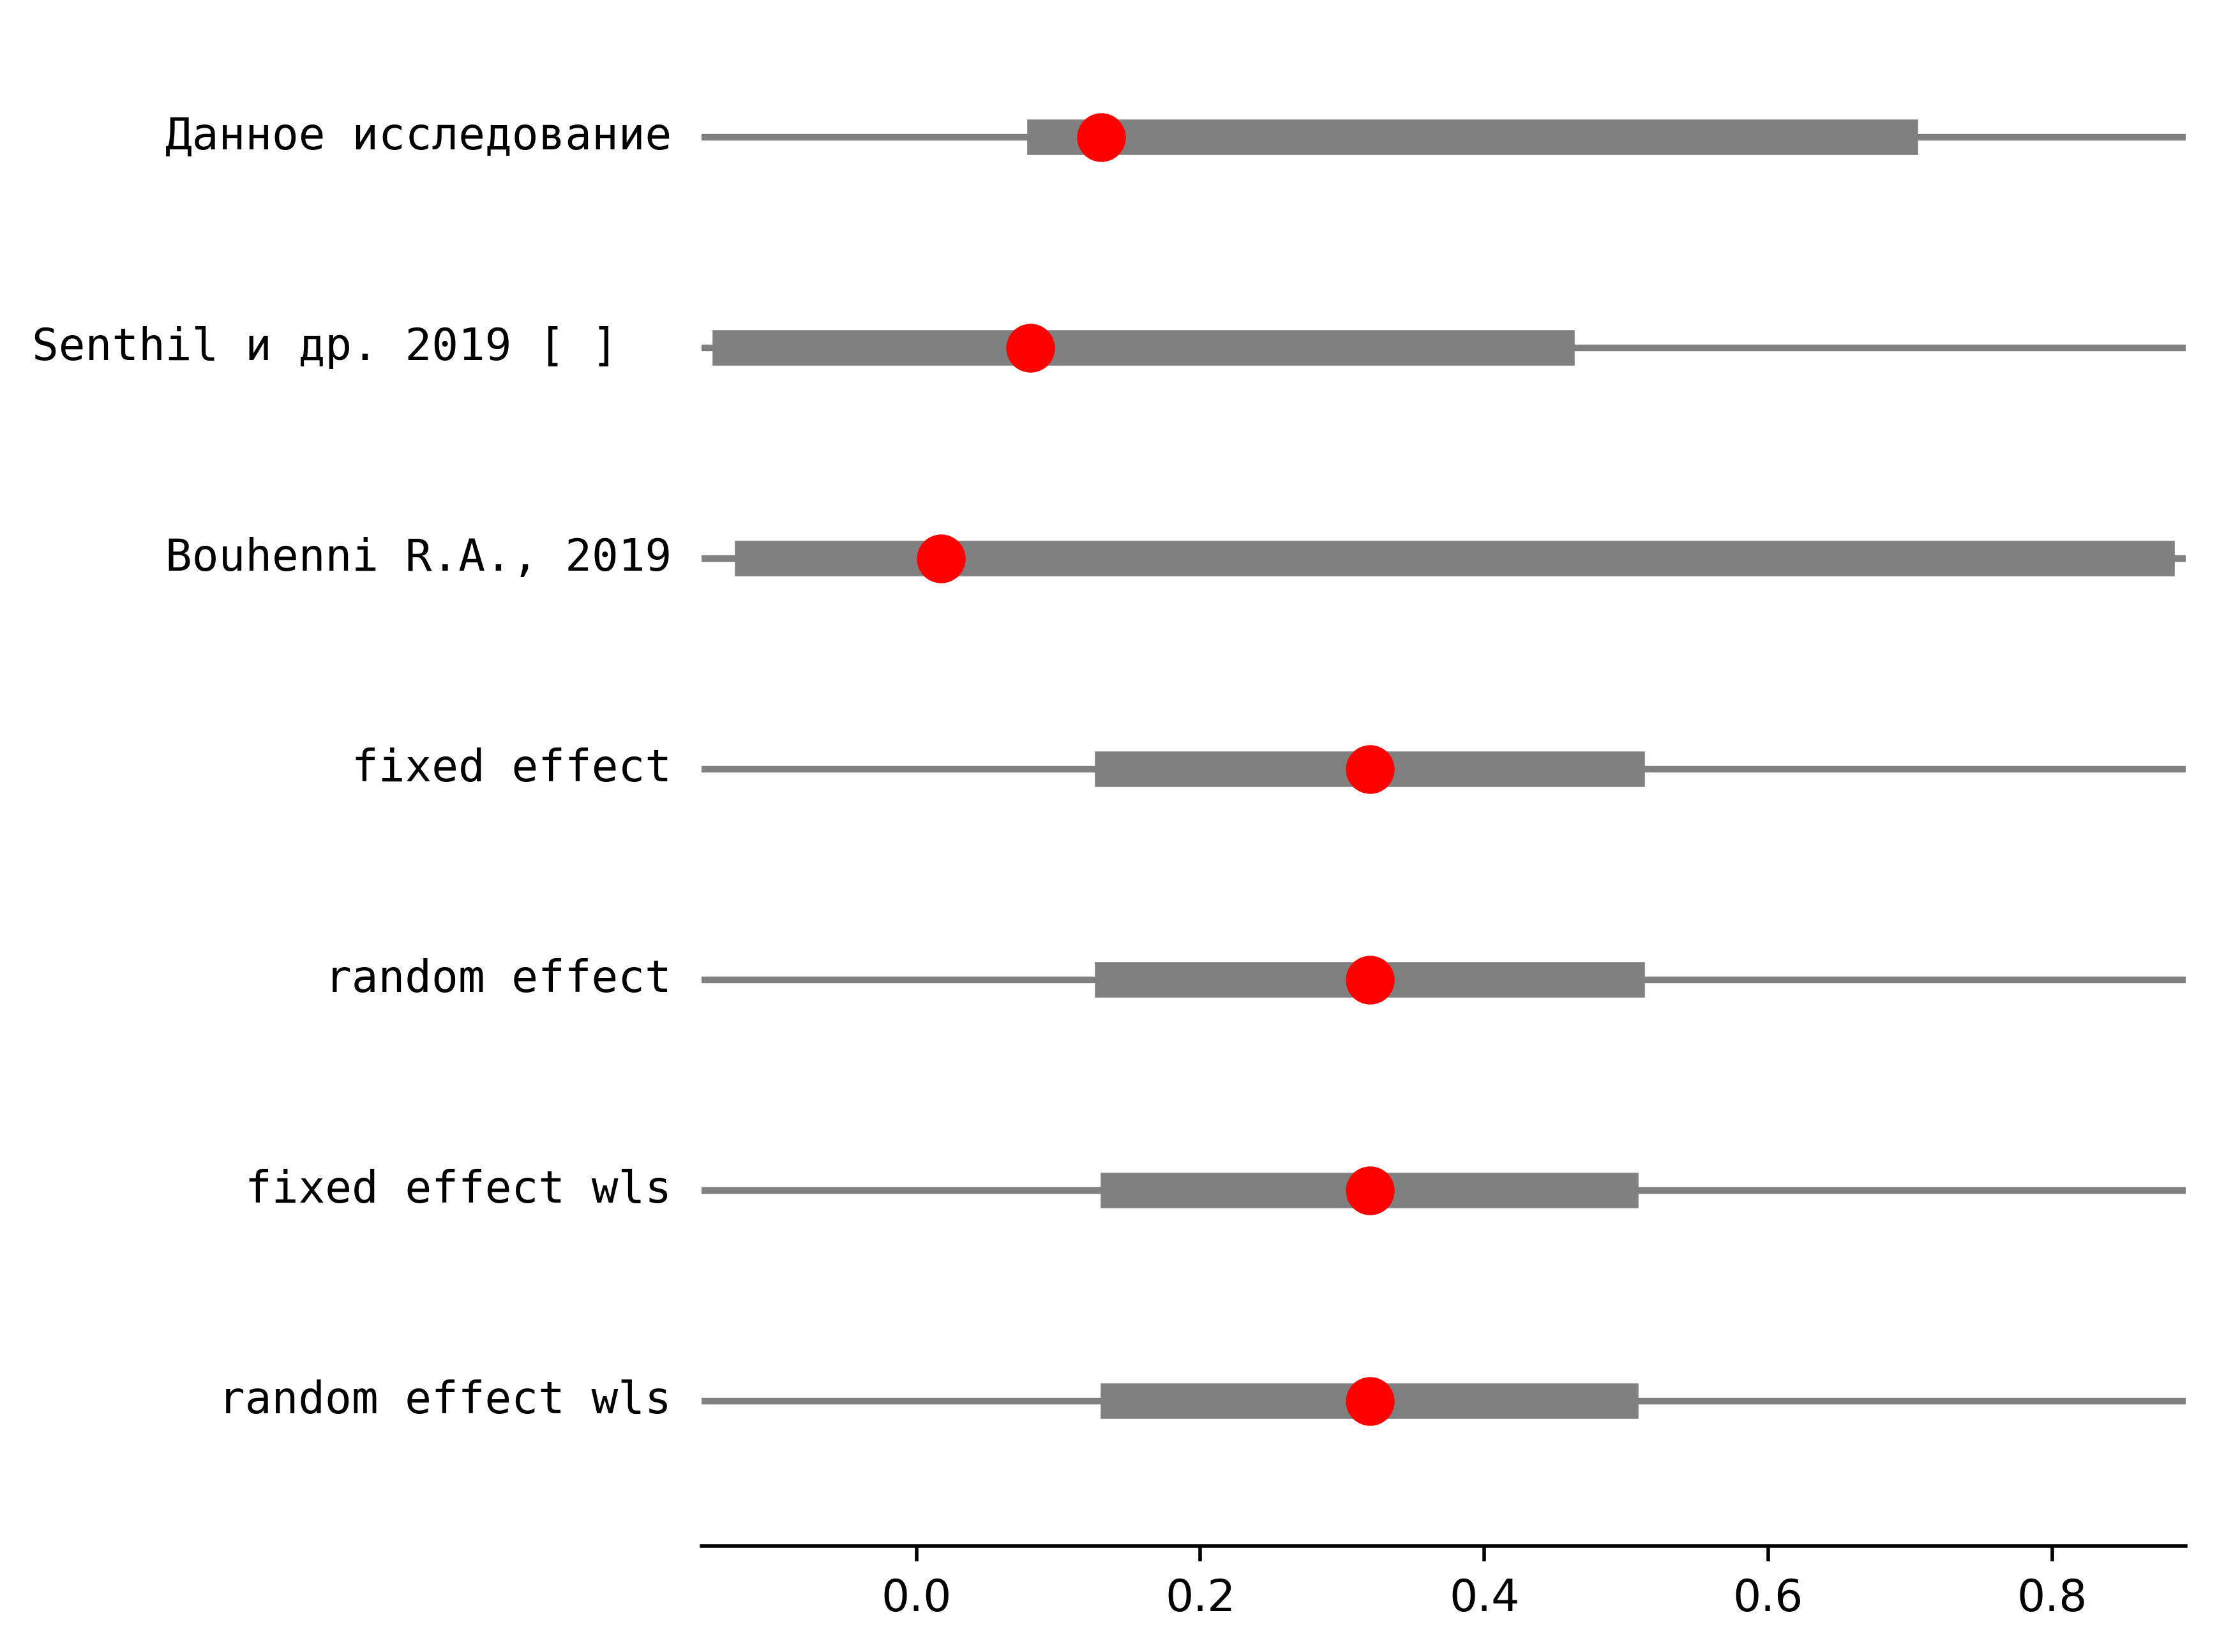 Данное исследование
Senthil и др. 2019 [ ]
Bouhenni R.A., 2019
fixed effect
random effect
fixed effect wls
random effect wls
0.0 0.2 0.4 0.6 0.8